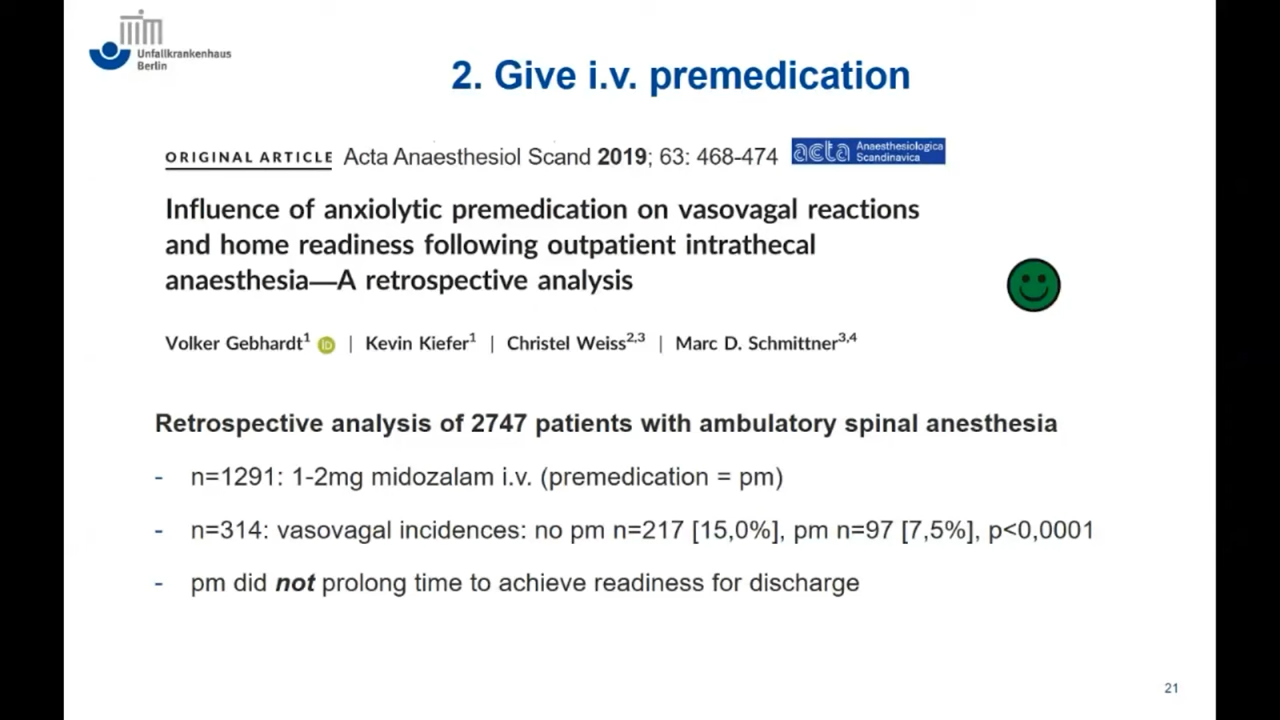 Unfallkrankenhaus
Berlin
2. Give i.v. premedication
ORIGINAL ARTICLE Acta Anaesthesiol Scand 2019; 63: 468-474 acta Anaesthesiologica
Scandinavica
Influence of anxiolytic premedication on vasovagal reactions
and home readiness following outpatient intrathecal
anaesthesia—A retrospective analysis
Volker Gebhardt1 iD | Kevin Kiefer1 | Christel Weiss2,3 | Marc D. Schmittner3,4
Retrospective analysis of 2747 patients with ambulatory spinal anesthesia
- n=1291: 1-2mg midozalam i.v. (premedication = pm)
- n=314: vasovagal incidences: no pm n=217 [15,0%], pm n=97 [7,5%], p<0,0001
- pm did not prolong time to achieve readiness for discharge
21